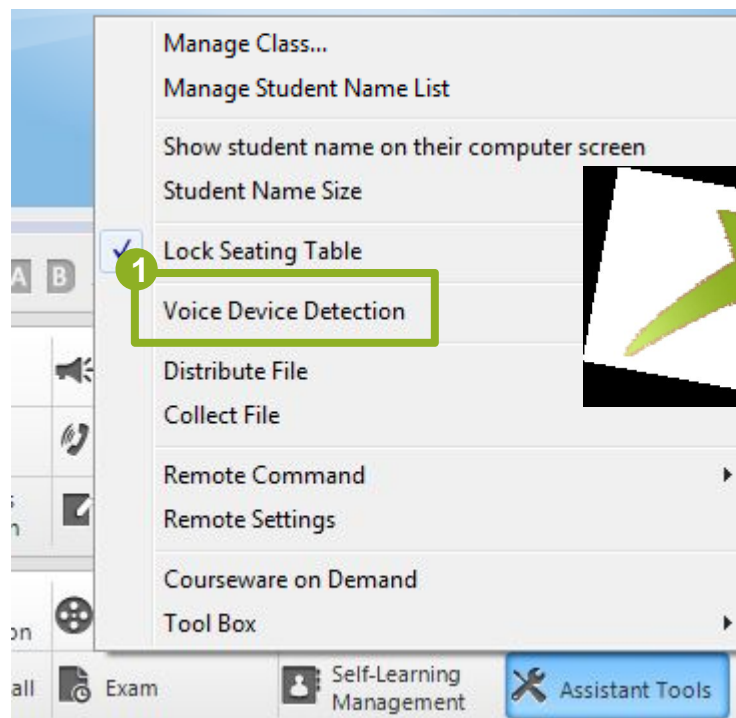 Manage Class...
Manage Student Name List
Show student name on their computer screen
Student Name Size
Lock Seating Table
1
A B
Voice Device Detection
Distribute File
Collect File
Remote Command
Remote Settings
Courseware on Demand
Tool Box
Exam
Self-Learning
Management
Assistant Tools